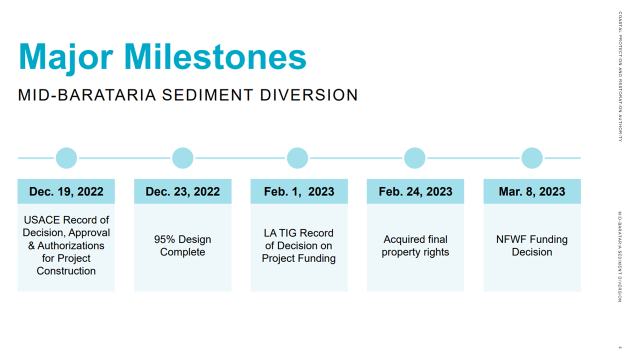 Major Milestones
MID-BARATARIA SEDIMENT DIVERSION
Dec. 19, 2022
USACE Record of
Decision, Approval
& Authorizations
for Project
Construction
Dec. 23, 2022
95% Design
Complete
Feb. 1, 2023
LA TIG Record
of Decision on
Project Funding
Feb. 24, 2023
Acquired final
property rights
Mar. 8, 2023
NFWF Funding
Decision
COASTAL PROTECTION AND RESTORATION AUTHORITY
MID-BARATARIA SEDIMENT DIVERSION
4